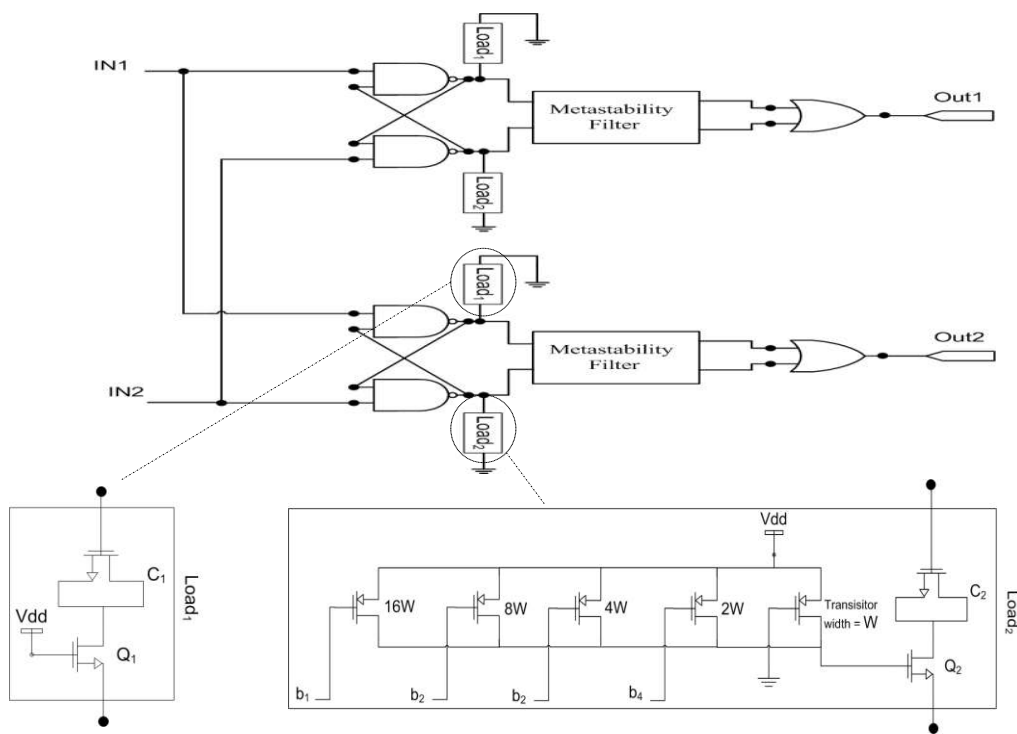 Load₁
IN1
Metastability
Filter
Out1
Load₂
Load₁
Metastability
Filter
Out2
IN2
Load₂
Vdd
C₁
Load₁
Vdd
Q₁
16W
8W
4W
2W
Transisitor
width = W
C₂
Load₂
Q₂
b₁
b₂
b₂
b₄